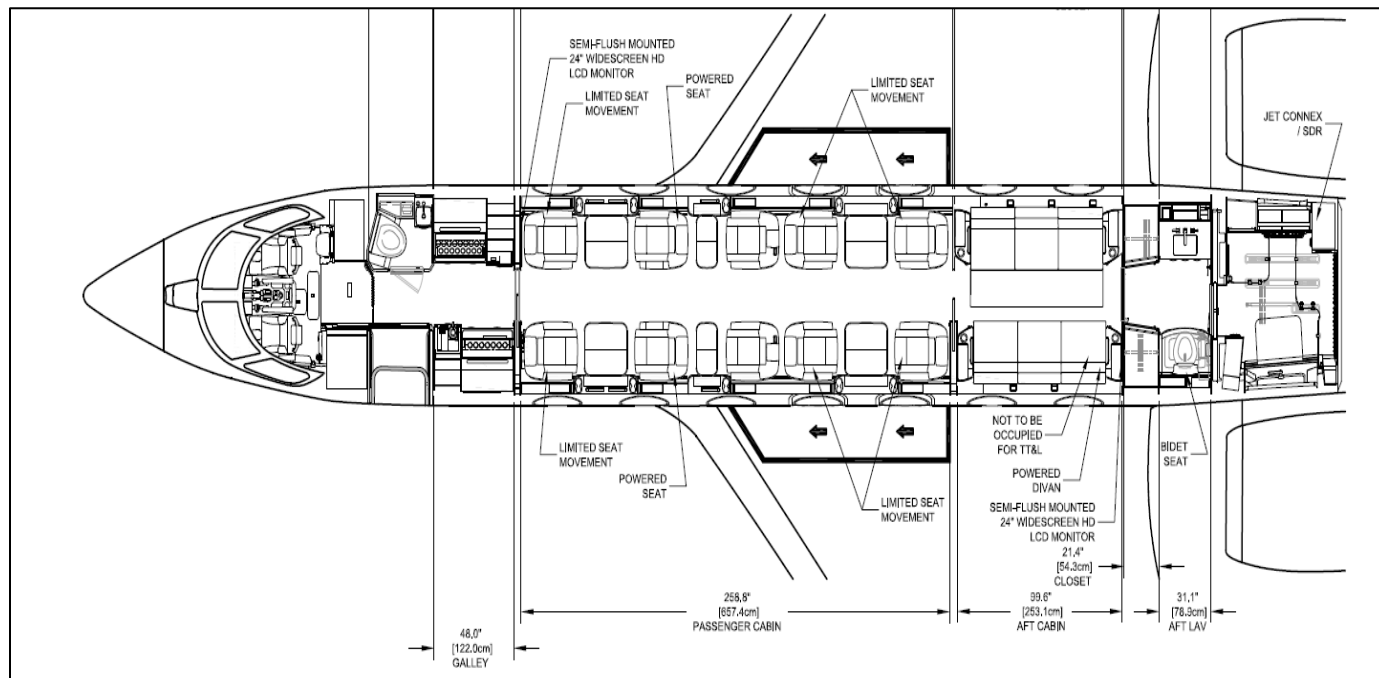 SEMI-FLUSH MOUNTED
24" WIDESCREEN HD
LCD MONITOR
LIMITED SEAT
MOVEMENT
POWERED
SEAT
LIMITED SEAT
MOVEMENT
JET CONNEX
/ SDR
LIMITED SEAT
MOVEMENT
POWERED
SEAT
LIMITED SEAT
MOVEMENT
NOT TO BE
OCCUPIED
FOR TT&L
POWERED
DIVAN
SEMI-FLUSH MOUNTED
24" WIDESCREEN HD
LCD MONITOR
BIDET
SEAT
21.4"
[54.3cm]
CLOSET
48.0"
[122.0cm]
GALLEY
258.8"
[657.4cm]
PASSENGER CABIN
99.6"
[253.1cm]
AFT CABIN
31.1"
[78.9cm]
AFT LAV